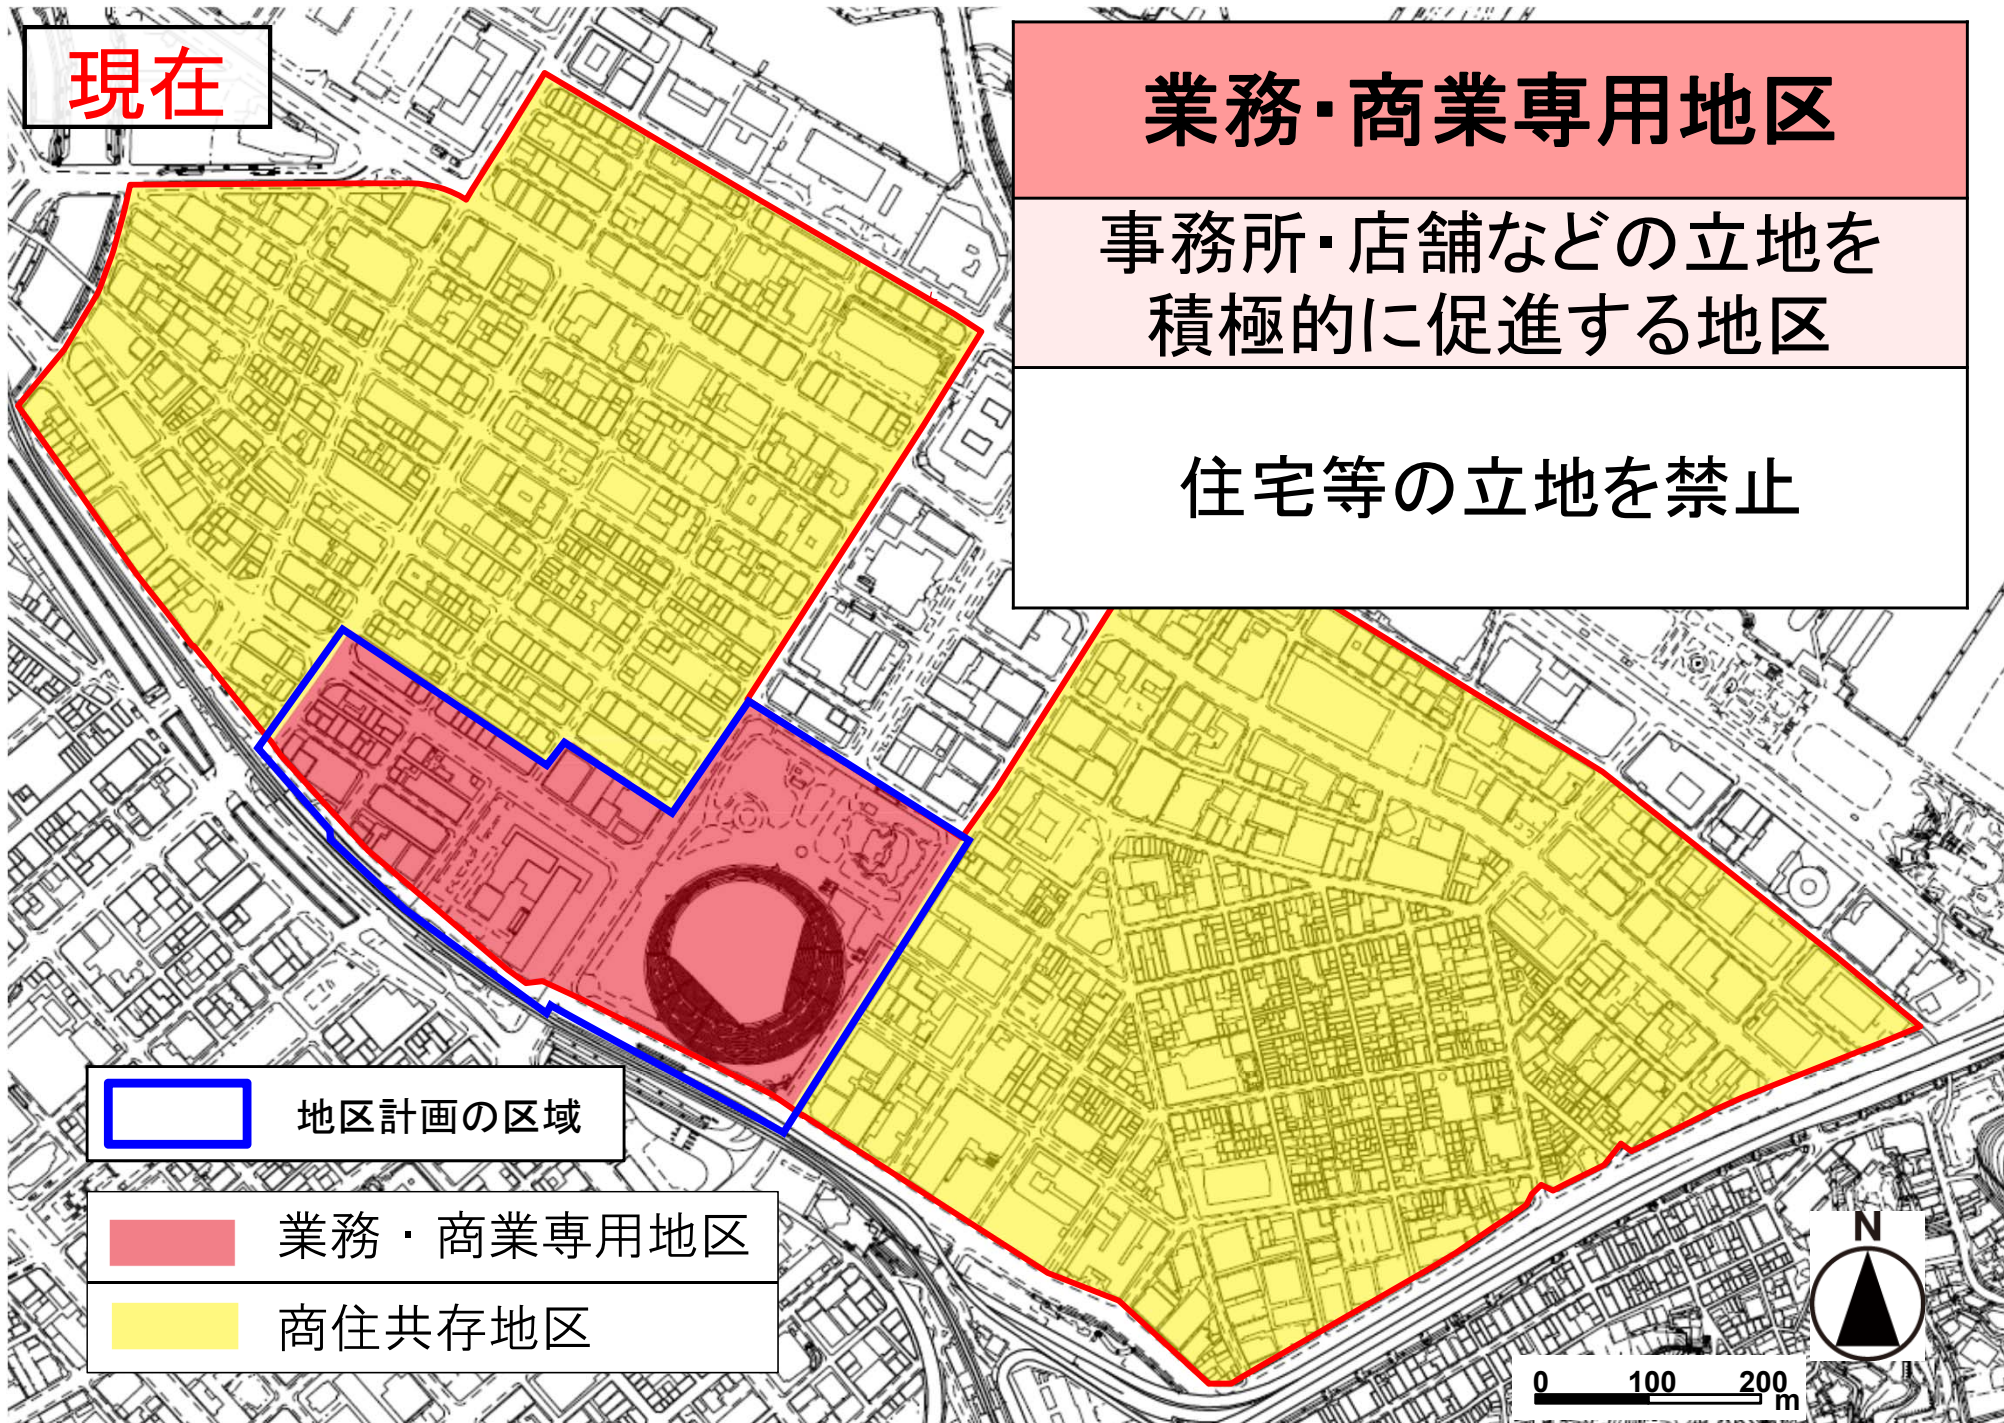 現在
業務・商業専用地区
事務所・店舗などの立地を
積極的に促進する地区
住宅等の立地を禁止
地区計画の区域
業務・商業専用地区
商住共存地区
N
0 100 200 m